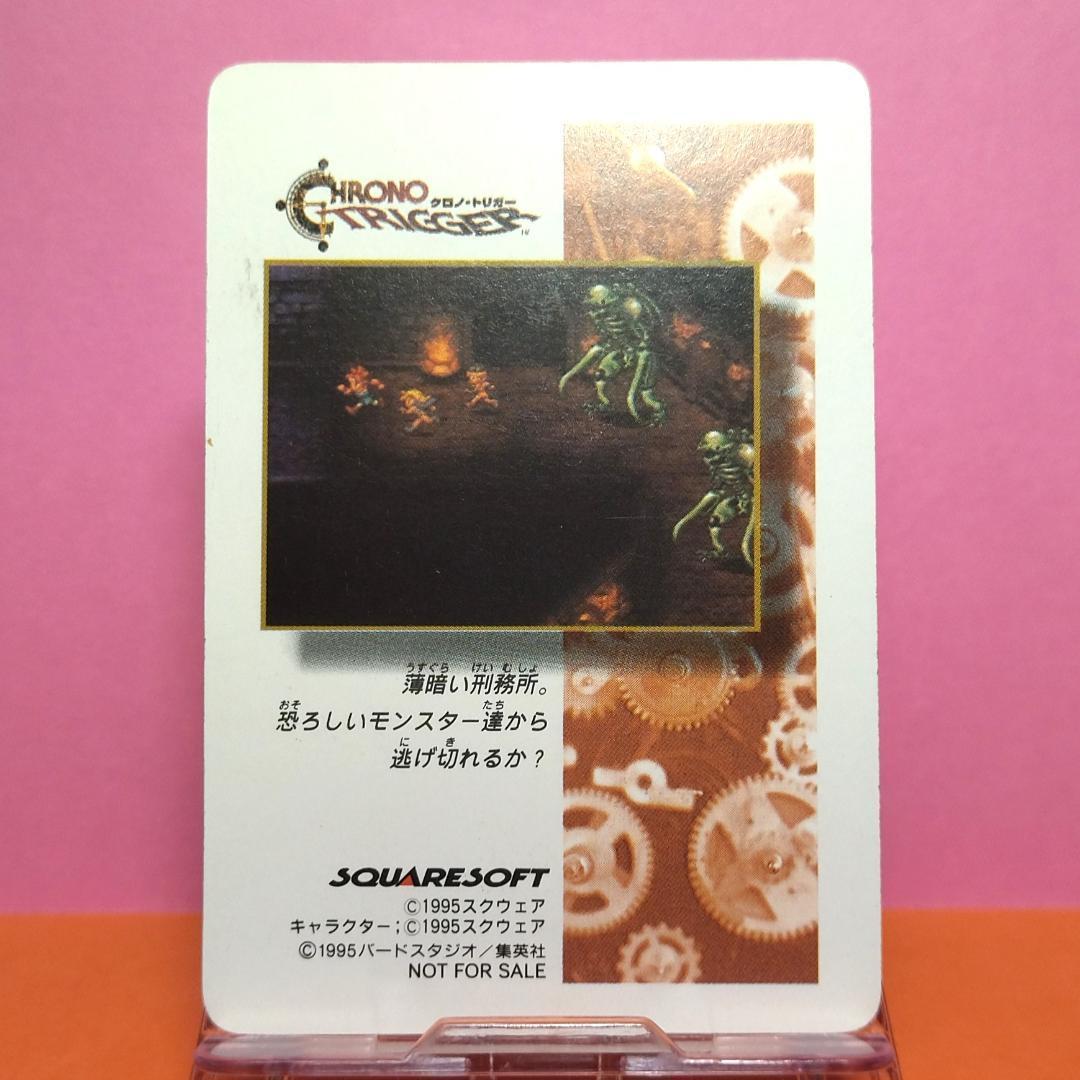 CHRONO
クロノ・トリガー
TRIGGER
うすぐら けいむしょ
薄暗い刑務所。
おそ たち
恐ろしいモンスター達から
に き
逃げ切れるか？
SQUARESOFT
©1995スクウェア
キャラクター；©1995スクウェア
©1995バードスタジオ／集英社
NOT FOR SALE